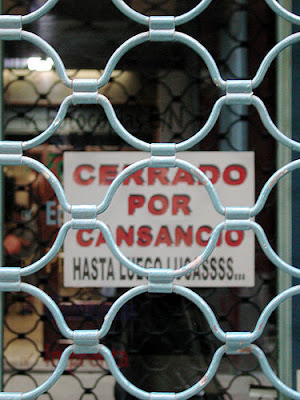 CERRADO
POR
CANSANCIO
HASTA LUEGO LUCASSSS...